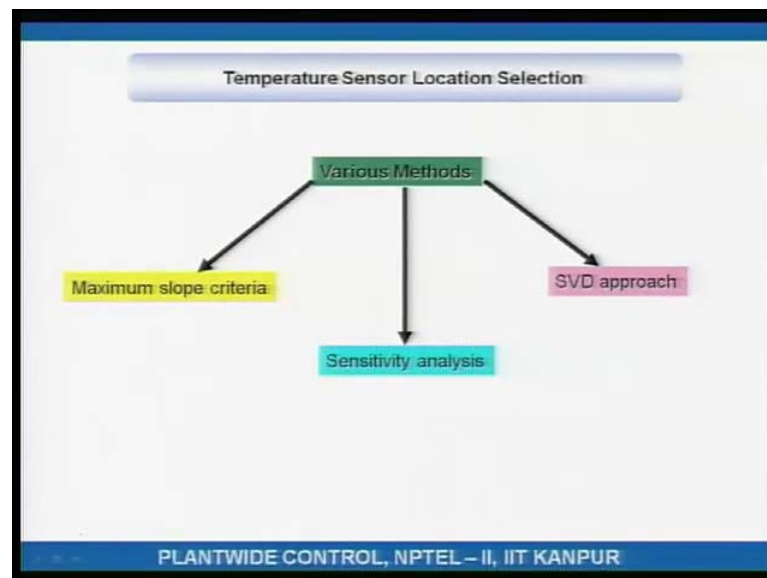 Temperature Sensor Location Selection
Various Methods
Maximum slope criteria
SVD approach
Sensitivity analysis
PLANTWIDE CONTROL, NPTEL – II, IIT KANPUR